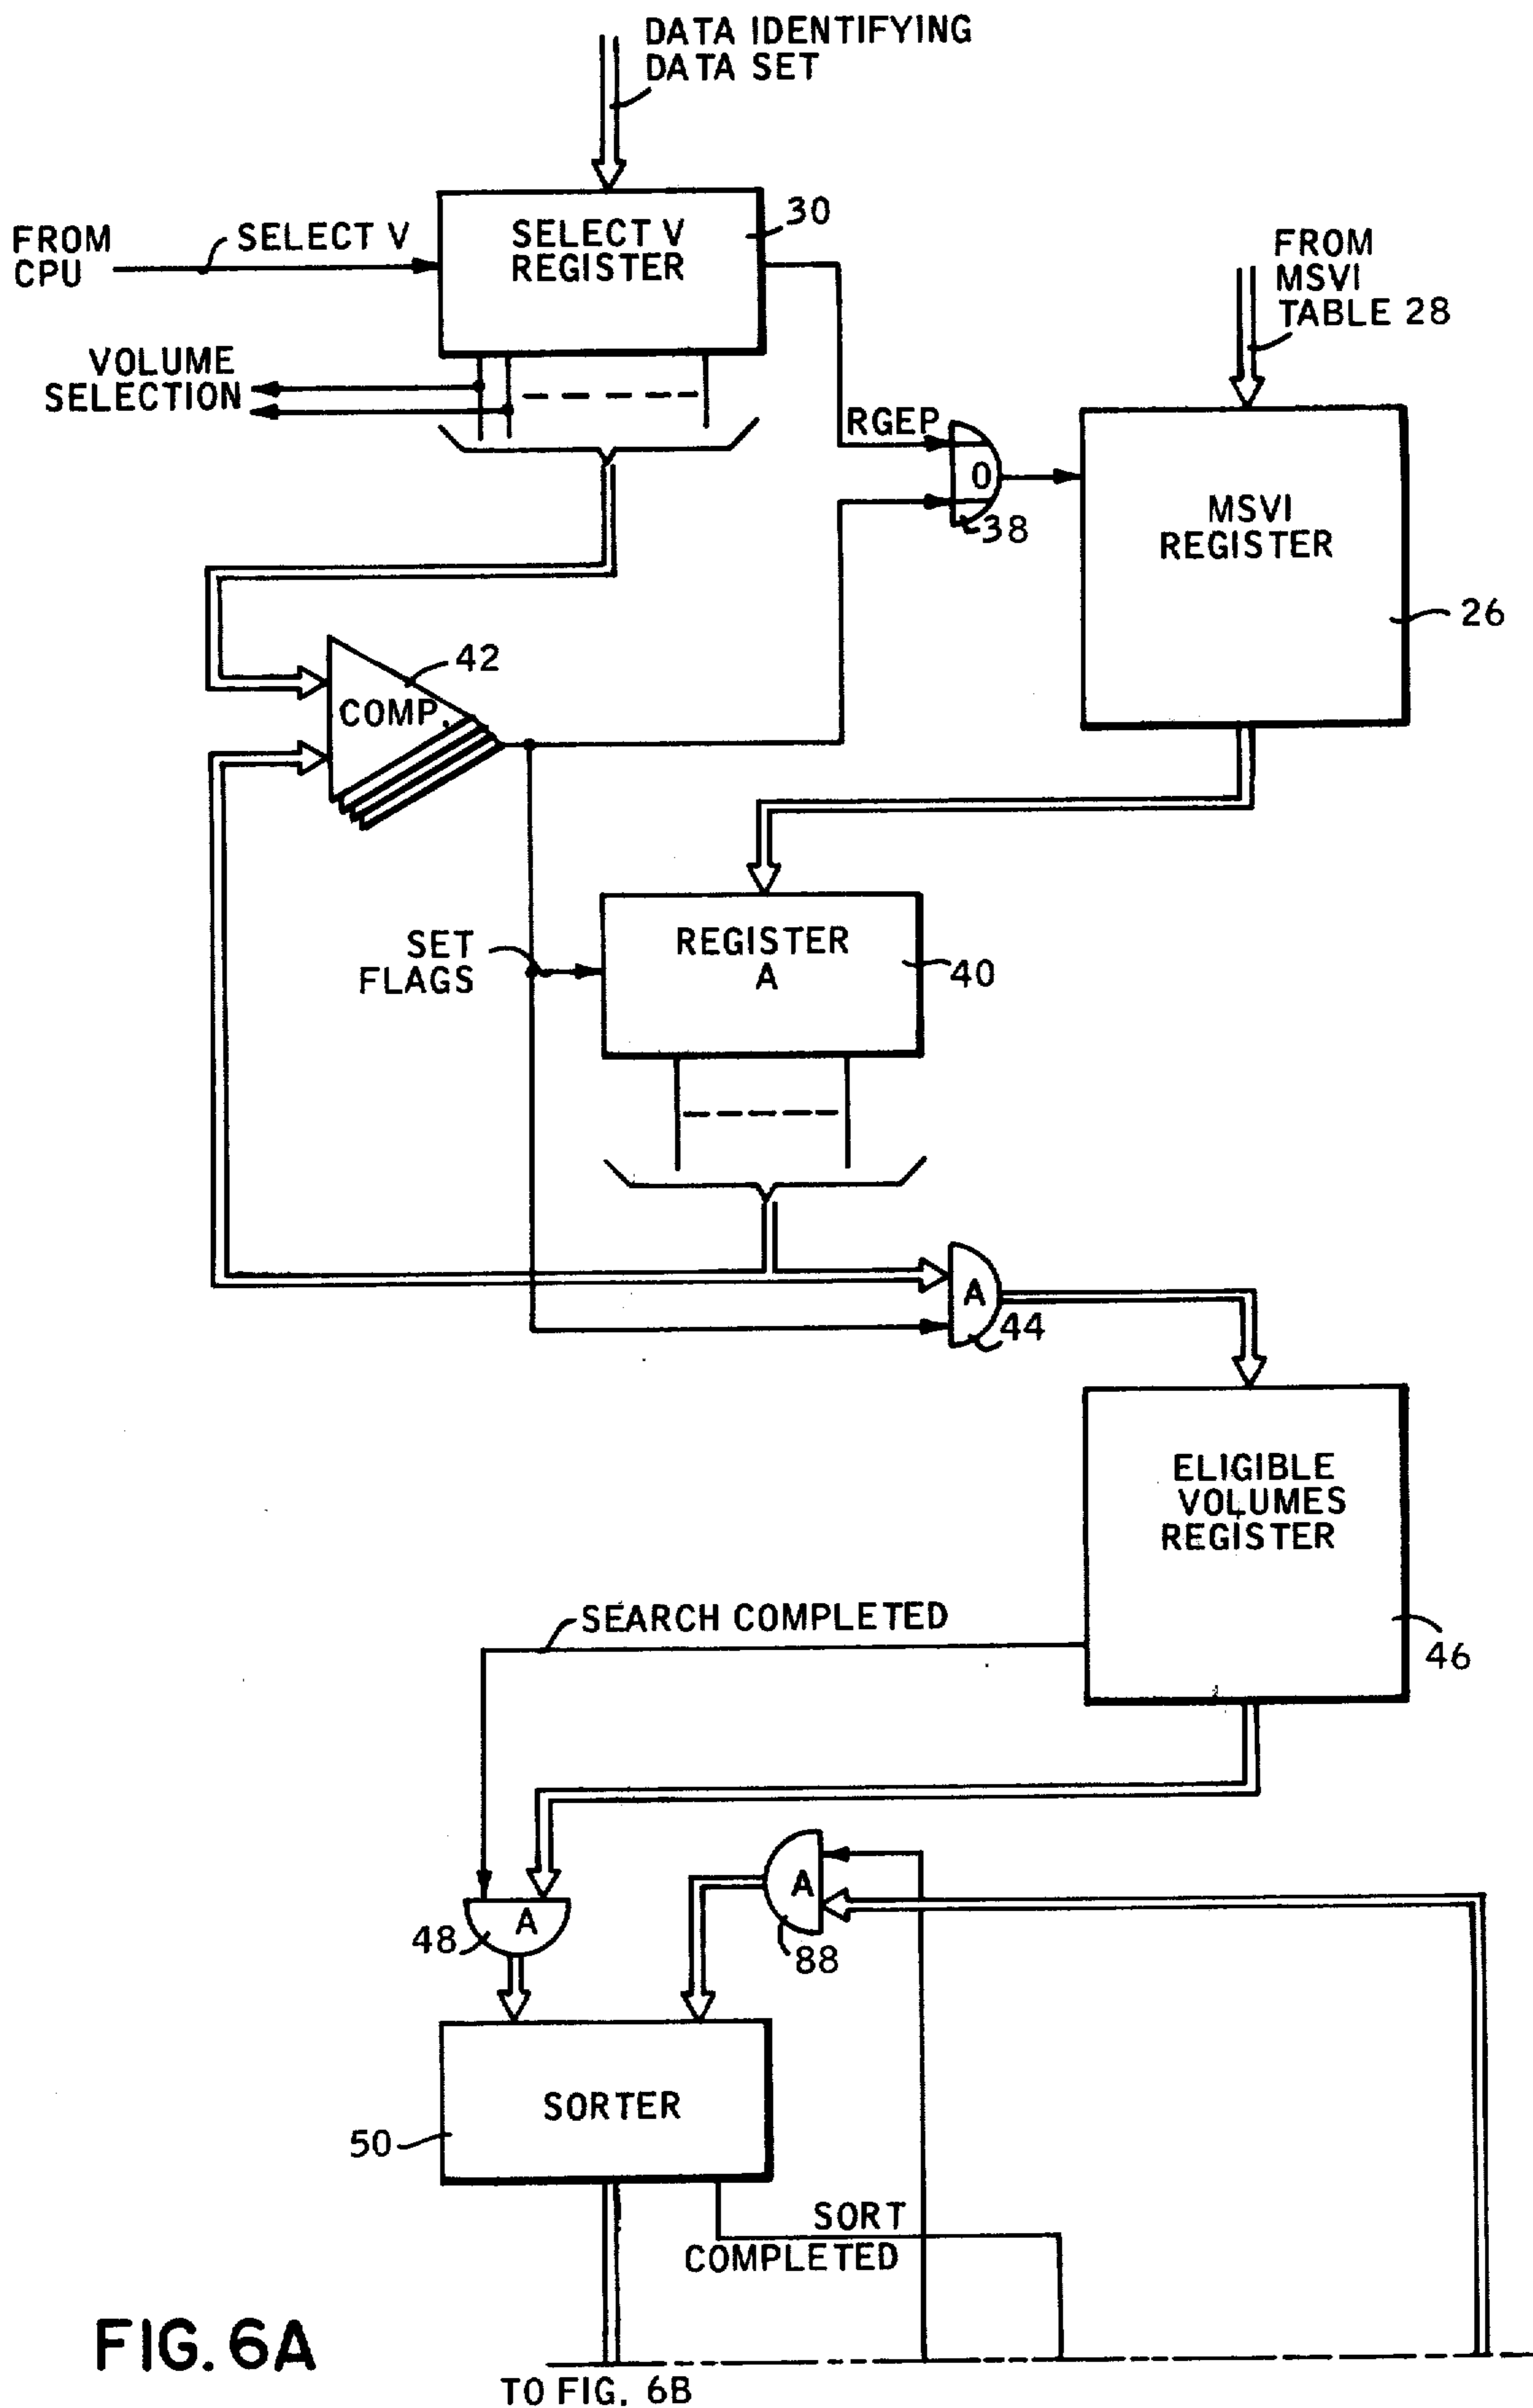 DATA IDENTIFYING
DATA SET
FROM
CPU
SELECT V
SELECT V
REGISTER
30
FROM
MSVI
TABLE 28
VOLUME
SELECTION
RGEP
O
38
MSVI
REGISTER
26
42
COMP.
SET
FLAGS
REGISTER
A
40
A
44
ELIGIBLE
VOLUMES
REGISTER
46
SEARCH COMPLETED
A
48
A
88
SORTER
50
SORT
COMPLETED
FIG. 6A
TO FIG. 6B